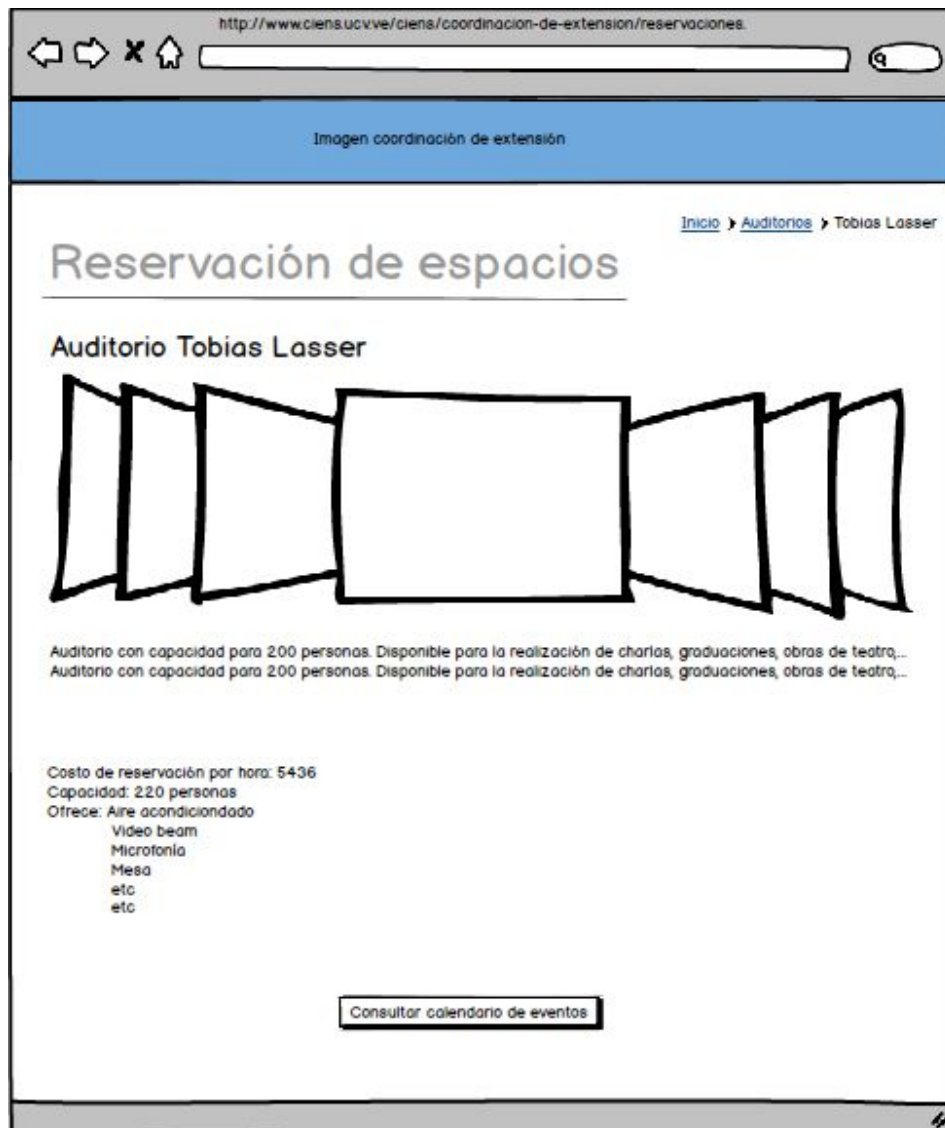 http://www.ciens.ucv.ve/ciens/coordinacion-de-extension/reservaciones.
Imagen coordinación de extensión
Inicio > Auditorios > Tobias Lasser
Reservación de espacios
Auditorio Tobias Lasser
Auditorio con capacidad para 200 personas. Disponible para la realización de charlas, graduaciones, obras de teatro,...
Auditorio con capacidad para 200 personas. Disponible para la realización de charlas, graduaciones, obras de teatro,...
Costo de reservación por hora: 5436
Capacidad: 220 personas
Ofrece: Aire acondiciondado
Video beam
Microfonía
Mesa
etc
etc
Consultar calendario de eventos